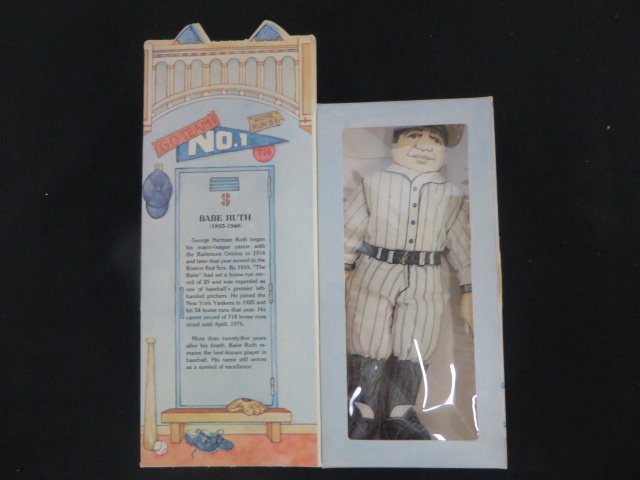 GO TEAM!
HOME
RUN
NO.1
714
3
BABE RUTH
(1895-1948)
George Herman Ruth began
his major-league career with
the Baltimore Orioles in 1914
and later that year moved to the
Boston Red Sox. By 1919, "The
Babe" had set a home-run record
of 29 and was regarded as
one of baseball's premier left-
handed pitchers. He joined the
New York Yankees in 1920 and
hit 54 home runs that year. His
career record of 714 home runs
stood until April, 1974.
More than twenty-five years
after his death, Babe Ruth re-
mains the best-known player in
baseball. His name still serves
as a symbol of excellence.